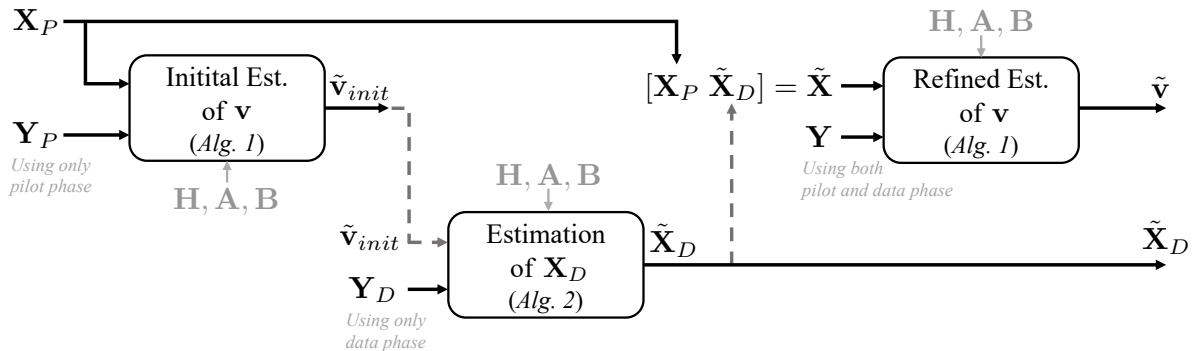 X_P
Initital Est.
of v
(Alg. 1)
ṽ_init
Y_P
Using only
pilot phase
H, A, B
[X_P X̃_D] = X̃
H, A, B
Refined Est.
of v
(Alg. 1)
ṽ
Y
Using both
pilot and data phase
H, A, B
ṽ_init
Estimation
of X_D
(Alg. 2)
X̃_D
X̃_D
Y_D
Using only
data phase